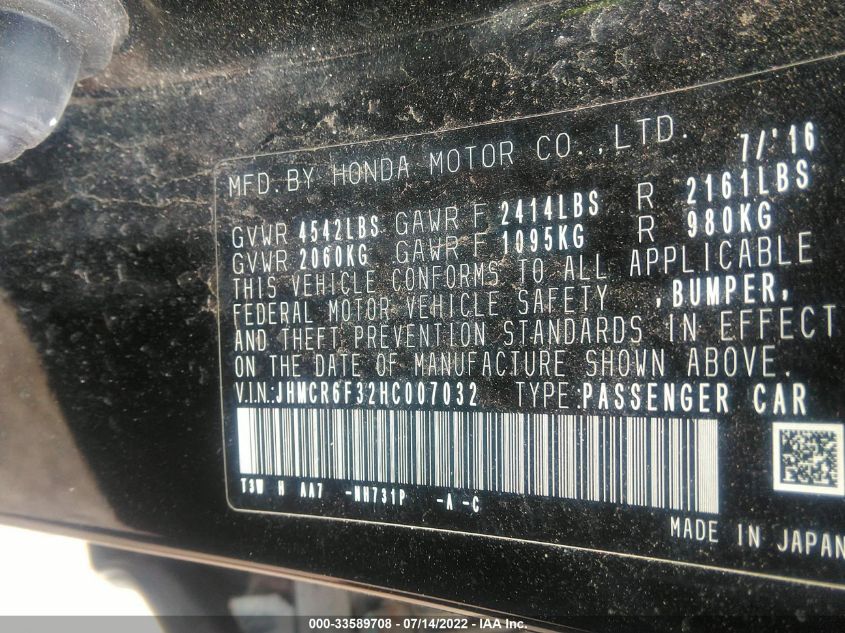 MFD. BY HONDA MOTOR CO., LTD. 7/'16
GVWR 4542LBS GAWR F 2414LBS R 2161LBS
GVWR 2060KG GAWR F 1095KG R 980KG
THIS VEHICLE CONFORMS TO ALL APPLICABLE
FEDERAL MOTOR VEHICLE SAFETY ,BUMPER,
AND THEFT PREVENTION STANDARDS IN EFFECT
ON THE DATE OF MANUFACTURE SHOWN ABOVE.
V.I.N.:JHMCR6F32HC007032 TYPE:PASSENGER CAR
T3W H AA7 -NH731P -A -C
MADE IN JAPAN
000-33589708 - 07/14/2022 - IAA Inc.